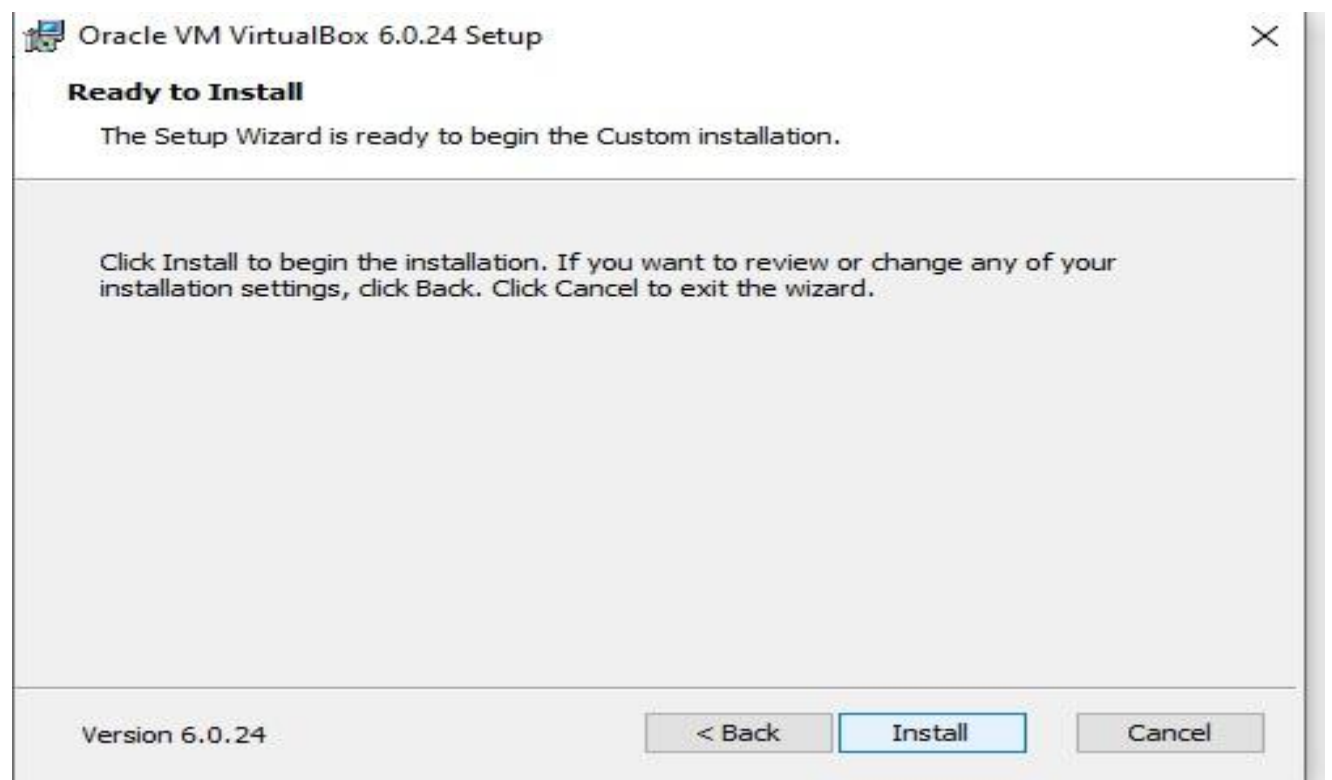 Oracle VM VirtualBox 6.0.24 Setup
Ready to Install
The Setup Wizard is ready to begin the Custom installation.
Click Install to begin the installation. If you want to review or change any of your
installation settings, click Back. Click Cancel to exit the wizard.
Version 6.0.24
< Back
Install
Cancel